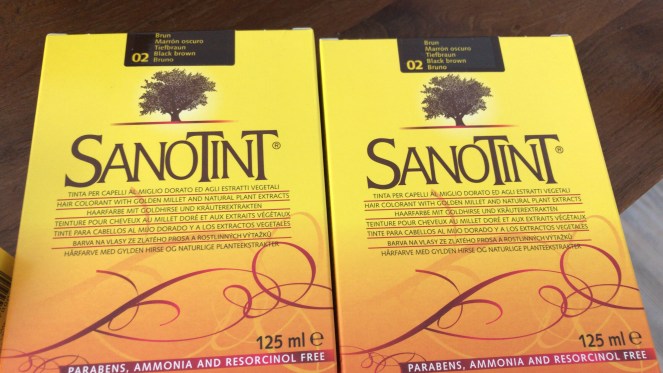 02
Brun
Marrón oscuro
Tiefbraun
Black brown
Bruno
SANOTINT®
TINTA PER CAPELLI AL MIGLIO DORATO ED AGLI ESTRATTI VEGETALI
HAIR COLORANT WITH GOLDEN MILLET AND NATURAL PLANT EXTRACTS
HAARFARBE MIT GOLDHIRSE UND KRÄUTEREXTRAKTEN
TEINTURE POUR CHEVEUX AU MILLET DORÉ ET AUX EXTRAITS VÉGÉTAUX
TINTE PARA CABELLOS AL MIJO DORADO Y A LOS EXTRACTOS VEGETALES
BARVA NA VLASY ZE ZLATÉHO PROSA A ROSTLINNÝCH VÝTAŽKŮ
HÅRFARVE MED GYLDEN HIRSE OG NATURLIGE PLANTEEKSTRAKTER
125 ml e
PARABENS, AMMONIA AND RESORCINOL FREE
02
Brun
Marrón oscuro
Tiefbraun
Black brown
Bruno
SANOTINT®
TINTA PER CAPELLI AL MIGLIO DORATO ED AGLI ESTRATTI VEGETALI
HAIR COLORANT WITH GOLDEN MILLET AND NATURAL PLANT EXTRACTS
HAARFARBE MIT GOLDHIRSE UND KRÄUTEREXTRAKTEN
TEINTURE POUR CHEVEUX AU MILLET DORÉ ET AUX EXTRAITS VÉGÉTAUX
TINTE PARA CABELLOS AL MIJO DORADO Y A LOS EXTRACTOS VEGETALES
BARVA NA VLASY ZE ZLATÉHO PROSA A ROSTLINNÝCH VÝTAŽKŮ
HÅRFARVE MED GYLDEN HIRSE OG NATURLIGE PLANTEEKSTRAKTER
125 ml e
PARABENS, AMMONIA AND RESORCINOL FREE